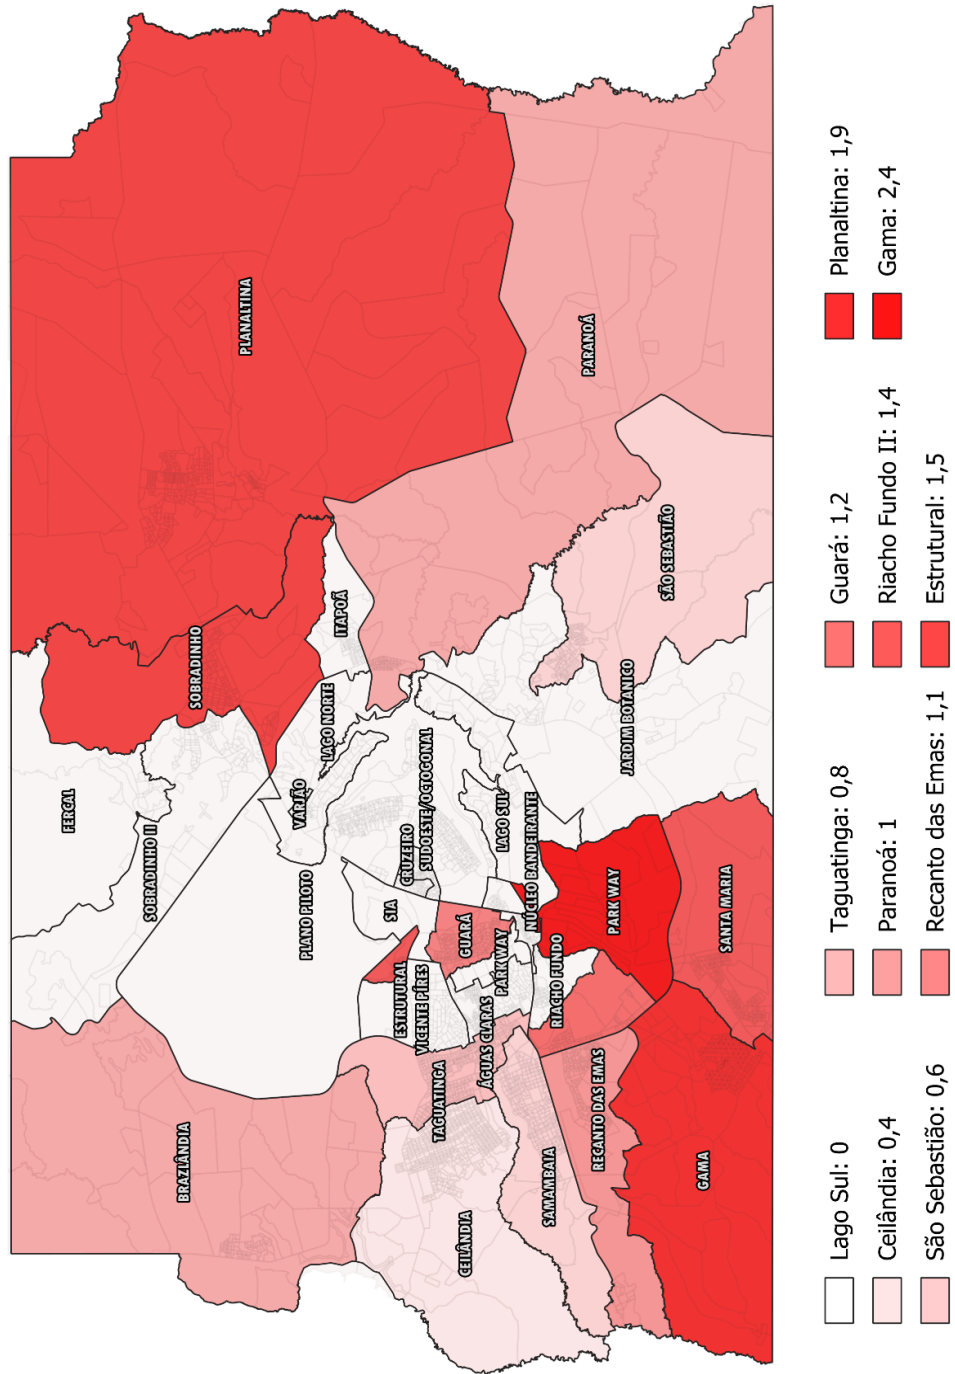 FERCAL
SOBRADINHO II
BRAZLÂNDIA
SOBRADINHO
PLANALTINA
VARJÃO
PLANO PILOTO
LAGO NORTE
ITAPOÃ
SIA
ESTRUTURAL
CRUZEIRO
VICENTE PÍRES
SUDOESTE/OCTOGONAL
TAGUATINGA
CEILÂNDIA
GUARÁ
ÁGUAS CLARAS
PARK WAY
LAGO SUL
NÚCLEO BANDEIRANTE
SAMAMBAIA
RIACHO FUNDO
PARANOÁ
RECANTO DAS EMAS
PARK WAY
JARDIM BOTANICO
SÃO SEBASTIÃO
GAMA
SANTA MARIA
Lago Sul: 0
Taguatinga: 0,8
Guará: 1,2
Planaltina: 1,9
Ceilândia: 0,4
Paranoá: 1
Riacho Fundo II: 1,4
Gama: 2,4
São Sebastião: 0,6
Recanto das Emas: 1,1
Estrutural: 1,5